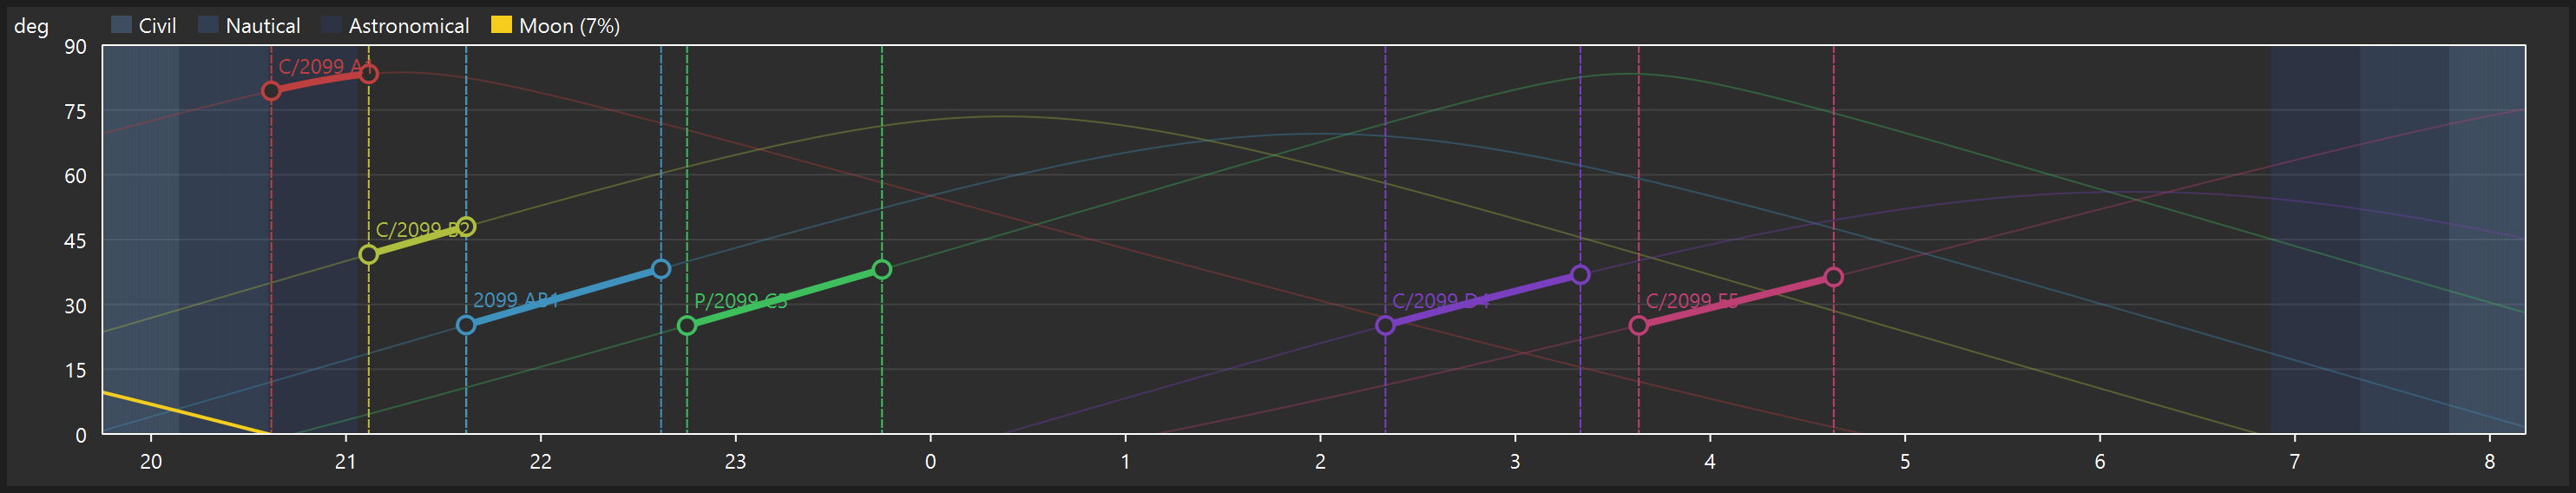 deg Civil Nautical Astronomical Moon (7%)
90
75
60
45
30
15
0
C/2099 A1
C/2099 B2
2099 AB1
P/2099 C3
C/2099 D4
C/2099 E5
20 21 22 23 0 1 2 3 4 5 6 7 8